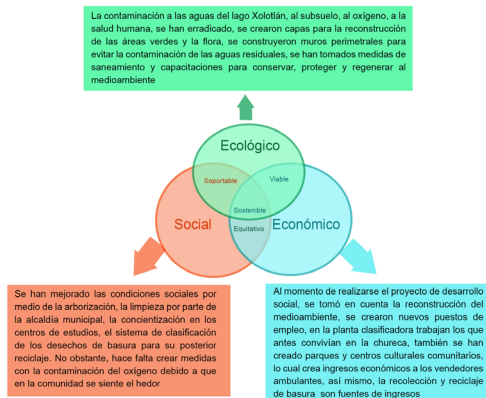 La contaminación a las aguas del lago Xolotlán, al subsuelo, al oxígeno, a la
salud humana, se han erradicado, se crearon capas para la reconstrucción
de las áreas verdes y la flora, se construyeron muros perimetrales para
evitar la contaminación de las aguas residuales, se han tomados medidas de
saneamiento y capacitaciones para conservar, proteger y regenerar al
medioambiente
Ecológico
Soportable
Viable
Sostenible
Social
Equitativo
Económico
Se han mejorado las condiciones sociales por
medio de la arborización, la limpieza por parte de
la alcaldía municipal, la concientización en los
centros de estudios, el sistema de clasificación
de los desechos de basura para su posterior
reciclaje. No obstante, hace falta crear medidas
con la contaminación del oxígeno debido a que
en la comunidad se siente el hedor
Al momento de realizarse el proyecto de desarrollo
social, se tomó en cuenta la reconstrucción del
medioambiente, se crearon nuevos puestos de
empleo, en la planta clasificadora trabajan los que
antes convivían en la chureca, también se han
creado parques y centros culturales comunitarios,
lo cual crea ingresos económicos a los vendedores
ambulantes, así mismo, la recolección y reciclaje
de basura son fuentes de ingresos